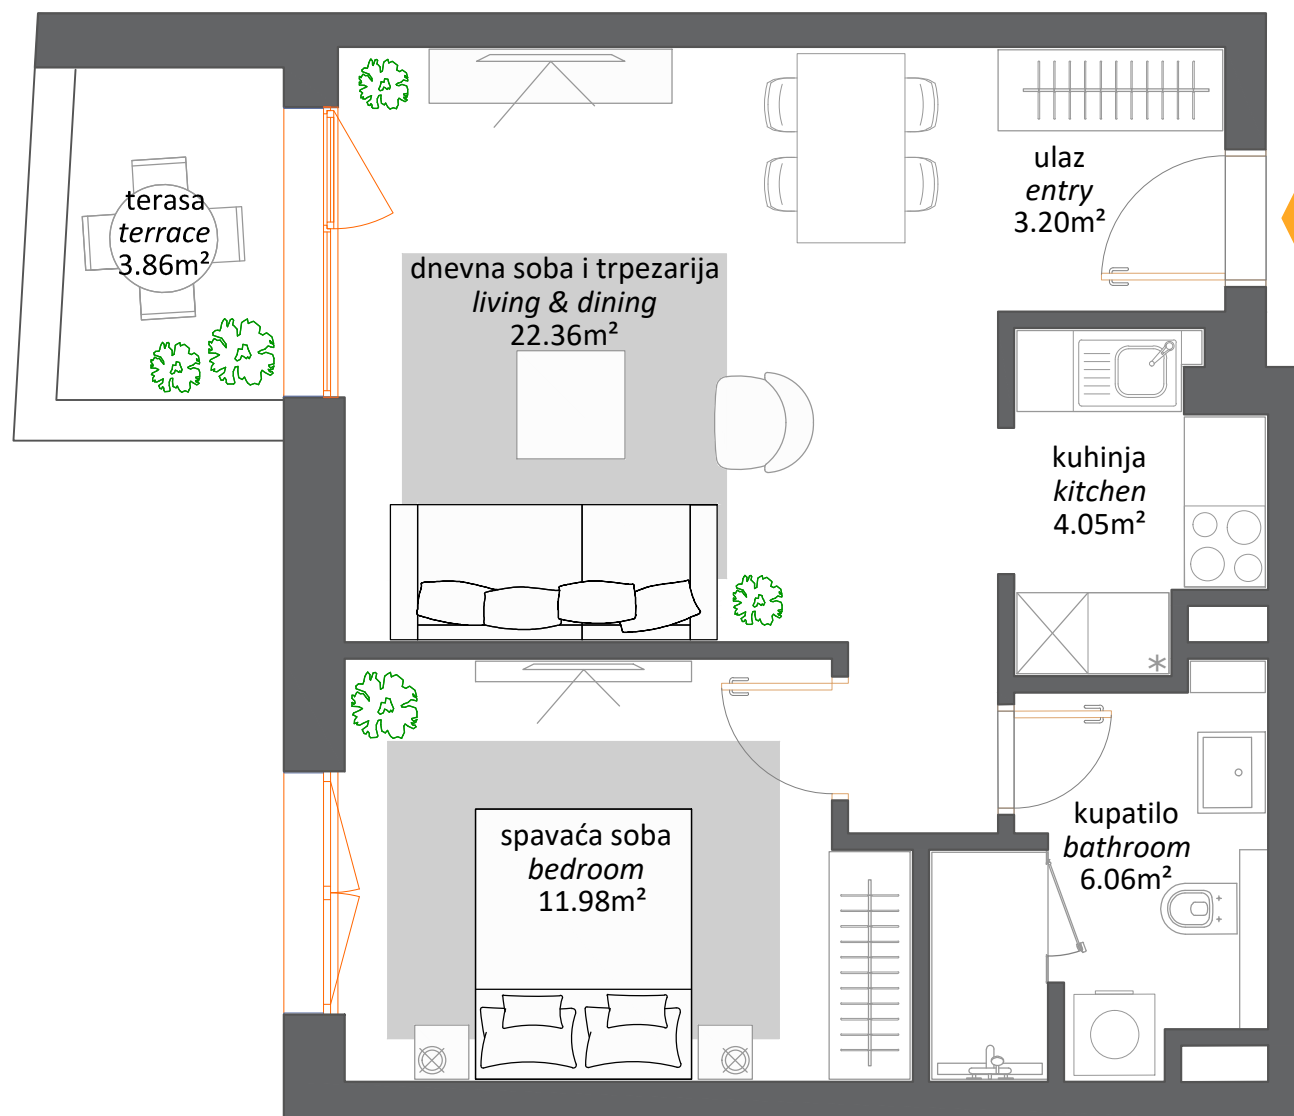 ulaz
entry
3.20m²
terasa
terrace
3.86m²
dnevna soba i trpezarija
living & dining
22.36m²
kuhinja
kitchen
4.05m²
spavaća soba
bedroom
11.98m²
kupatilo
bathroom
6.06m²